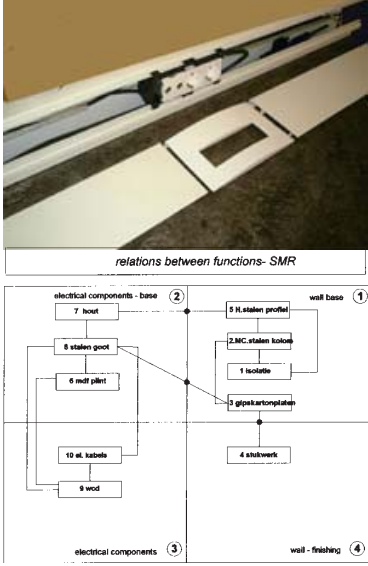 relations between functions- SMR
electrical components - base 2
wall base 1
7 hout
5 H.stalen profiel
8 stalen goot
2.MC.stalen kolom
6 mdf plint
1 isolatie
3 gipskartonplaten
10 el. kabels
4 stukwerk
9 wcd
electrical components 3
wall - finishing 4